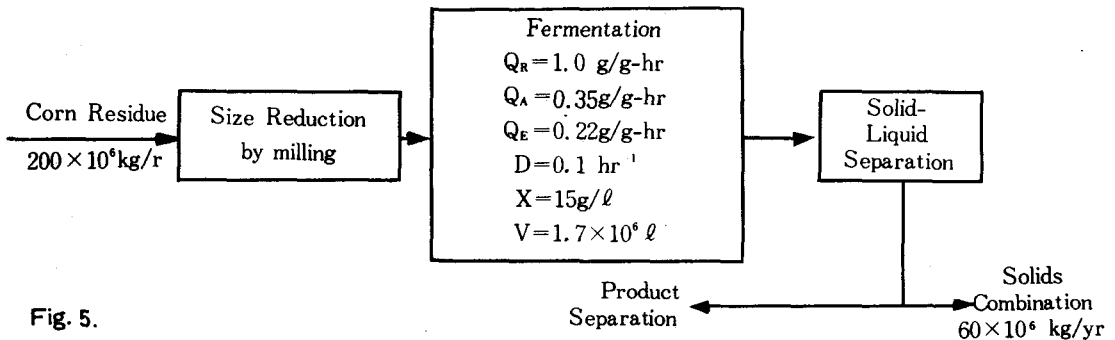 Corn Residue
200×10⁶kg/r
Size Reduction
by milling
Fermentation
Q_R=1.0 g/g-hr
Q_A=0.35g/g-hr
Q_E=0.22g/g-hr
D=0.1 hr⁻¹
X=15g/ℓ
V=1.7×10⁶ ℓ
Solid-
Liquid
Separation
Product
Separation
Solids
Combination
60×10⁶ kg/yr
Fig. 5.